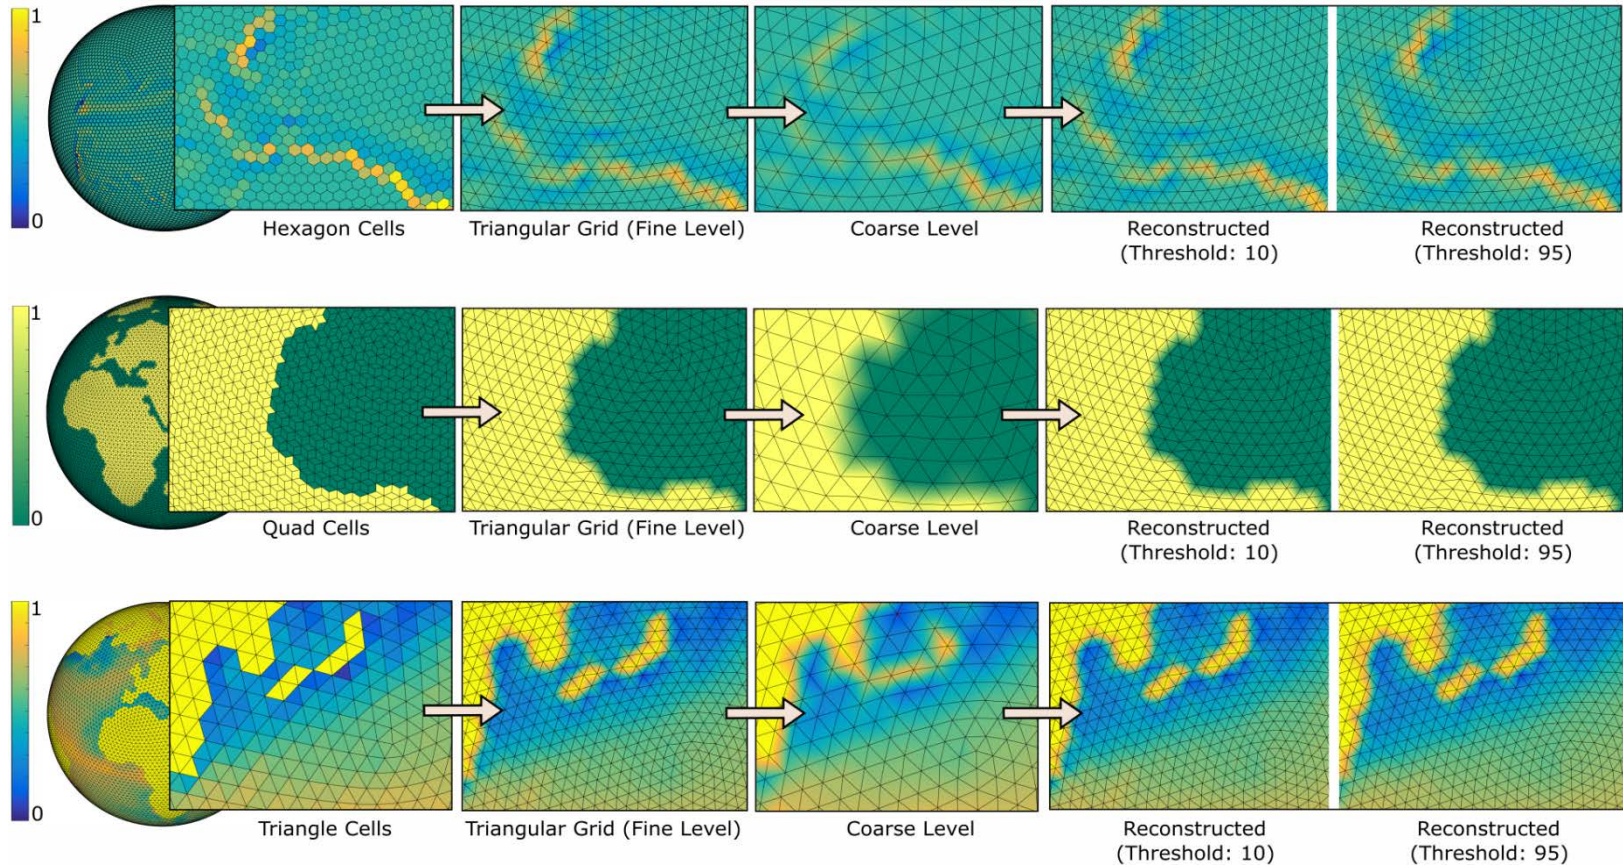 1
0
Hexagon Cells
Triangular Grid (Fine Level)
Coarse Level
Reconstructed
(Threshold: 10)
Reconstructed
(Threshold: 95)
1
0
Quad Cells
Triangular Grid (Fine Level)
Coarse Level
Reconstructed
(Threshold: 10)
Reconstructed
(Threshold: 95)
1
0
Triangle Cells
Triangular Grid (Fine Level)
Coarse Level
Reconstructed
(Threshold: 10)
Reconstructed
(Threshold: 95)